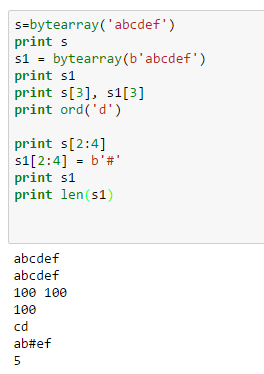 s=bytearray('abcdef')
print s
s1 = bytearray(b'abcdef')
print s1
print s[3], s1[3]
print ord('d')
print s[2:4]
s1[2:4] = b'#'
print s1
print len(s1)
abcdef
abcdef
100 100
100
cd
ab#ef
5